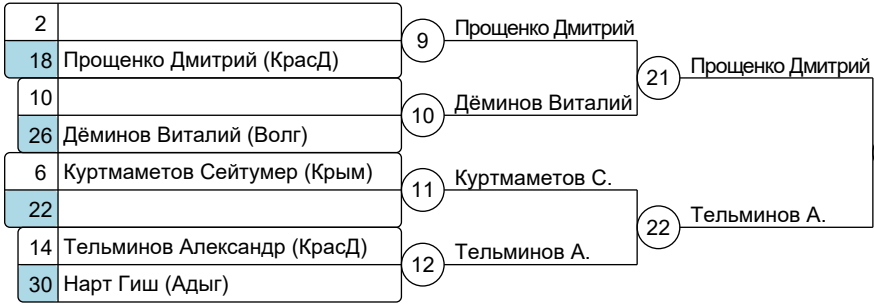 2
18 Прощенко Дмитрий (КрасД)
9 Прощенко Дмитрий
10
26 Дёминов Виталий (Волг)
10 Дёминов Виталий
21 Прощенко Дмитрий
6 Куртмаметов Сейтумер (Крым)
22
11 Куртмаметов С.
14 Тельминов Александр (КрасД)
30 Нарт Гиш (Адыг)
12 Тельминов А.
22 Тельминов А.